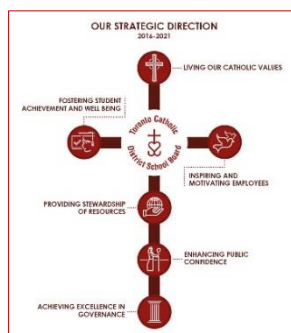 OUR STRATEGIC DIRECTION
2016-2021
LIVING OUR CATHOLIC VALUES
FOSTERING STUDENT
ACHIEVEMENT AND WELL BEING
Toronto Catholic
District School Board
INSPIRING AND
MOTIVATING EMPLOYEES
PROVIDING STEWARDSHIP
OF RESOURCES
ENHANCING PUBLIC
CONFIDENCE
ACHIEVING EXCELLENCE IN
GOVERNANCE